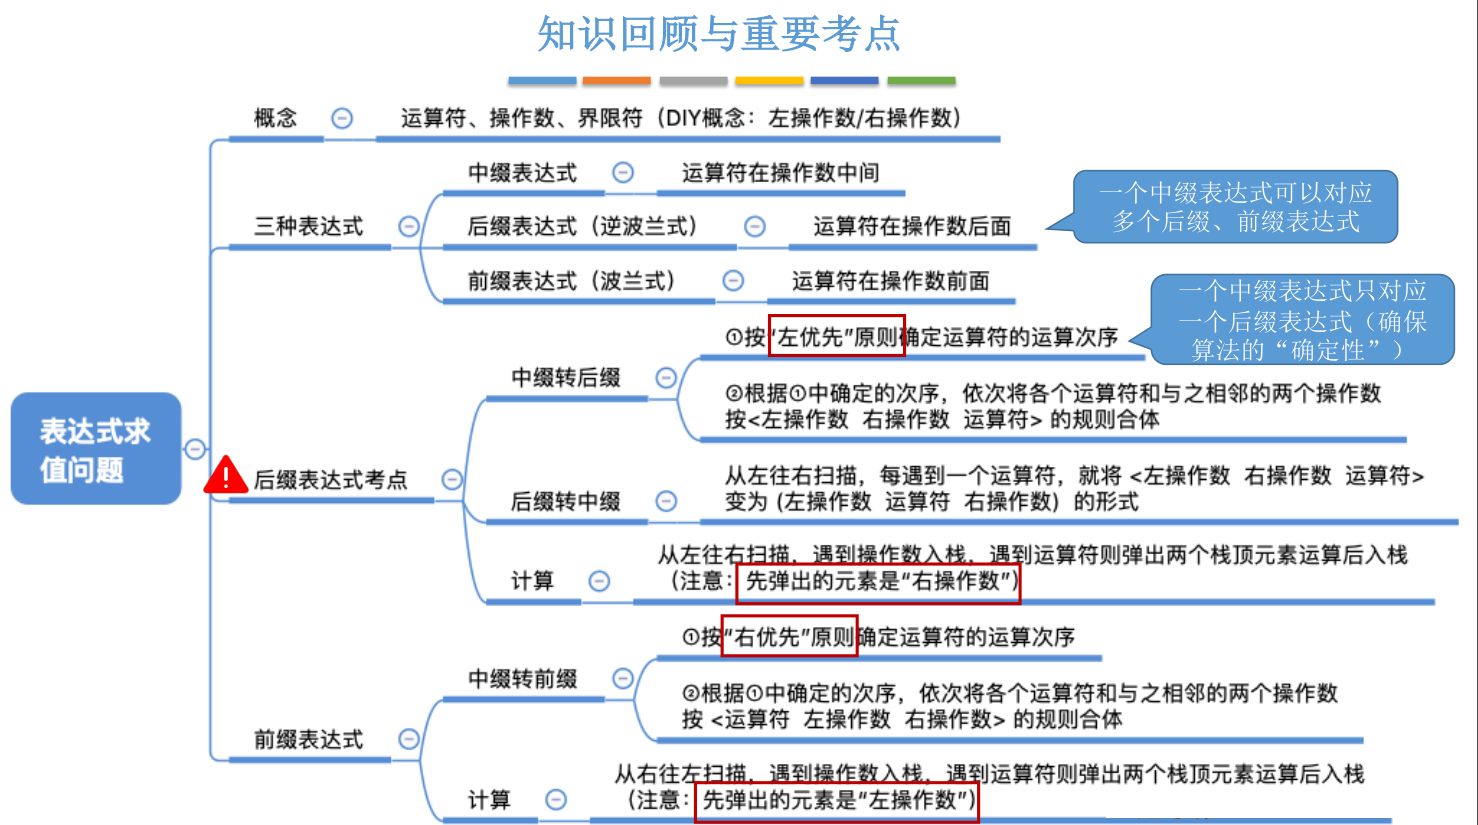 知识回顾与重要考点
概念
运算符、操作数、界限符（DIY概念：左操作数/右操作数）
中缀表达式
运算符在操作数中间
一个中缀表达式可以对应
多个后缀、前缀表达式
三种表达式
后缀表达式（逆波兰式）
运算符在操作数后面
前缀表达式（波兰式）
运算符在操作数前面
一个中缀表达式只对应
一个后缀表达式（确保
算法的“确定性”）
①按“左优先”原则确定运算符的运算次序
中缀转后缀
②根据①中确定的次序，依次将各个运算符和与之相邻的两个操作数
按<左操作数 右操作数 运算符> 的规则合体
表达式求
值问题
后缀表达式考点
从左往右扫描，每遇到一个运算符，就将 <左操作数 右操作数 运算符>
变为 (左操作数 运算符 右操作数) 的形式
后缀转中缀
从左往右扫描，遇到操作数入栈，遇到运算符则弹出两个栈顶元素运算后入栈
（注意：先弹出的元素是“右操作数”）
计算
①按“右优先”原则确定运算符的运算次序
中缀转前缀
②根据①中确定的次序，依次将各个运算符和与之相邻的两个操作数
按 <运算符 左操作数 右操作数> 的规则合体
前缀表达式
从右往左扫描，遇到操作数入栈，遇到运算符则弹出两个栈顶元素运算后入栈
（注意：先弹出的元素是“左操作数”）
计算